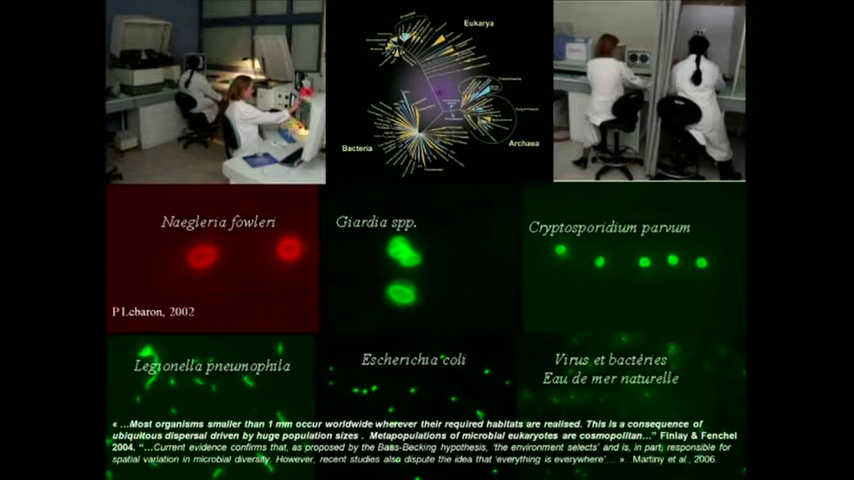 Eukarya
Bacteria
Archaea
Naegleria fowleri
Giardia spp.
Cryptosporidium parvum
P Lebaron, 2002
Legionella pneumophila
Escherichia coli
Virus et bactéries
Eau de mer naturelle
« …Most organisms smaller than 1 mm occur worldwide wherever their required habitats are realised. This is a consequence of
ubiquitous dispersal driven by huge population sizes . Metapopulations of microbial eukaryotes are cosmopolitan…" Finlay & Fenchel
2004. "…Current evidence confirms that, as proposed by the Bass-Becking hypothesis, 'the environment selects' and is, in part, responsible for
spatial variation in microbial diversity. However, recent studies also dispute the idea that 'everything is everywhere'… ». Martiny et al., 2006.